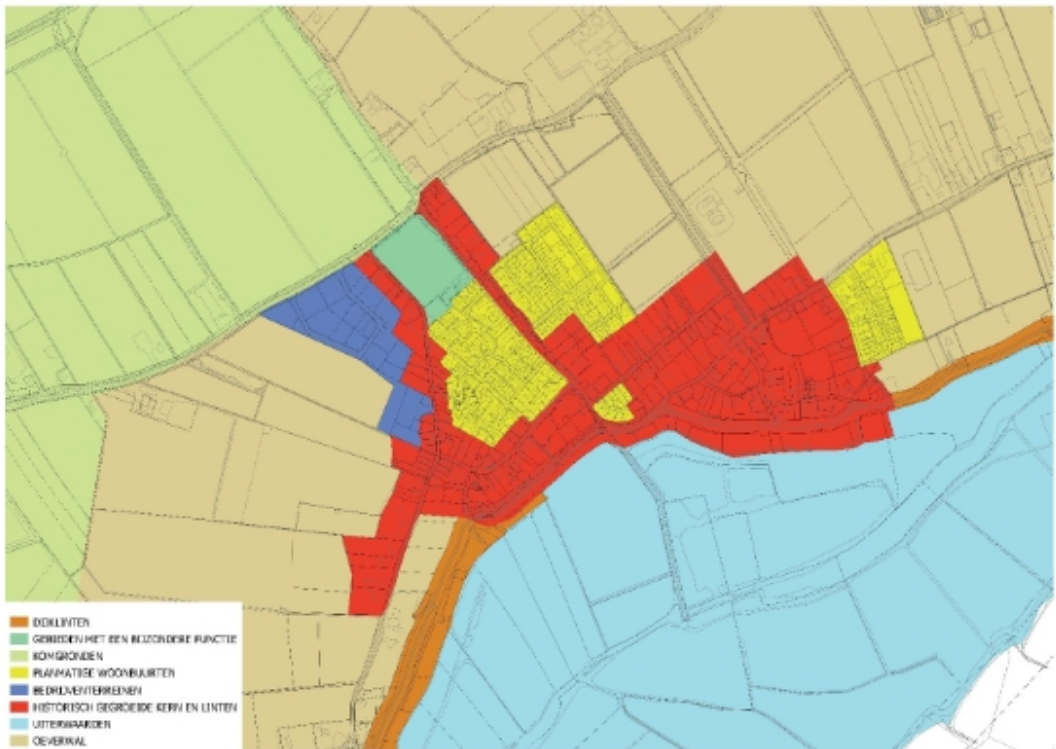 DIJKLINTEN
GEBIEDEN MET EEN BIJZONDERE FUNCTIE
KOMGRONDEN
PLANMATIGE WOONBUURTEN
BEDRIJVENTERREINEN
HISTORISCH GEGROEIDE KERN EN LINTEN
UITERWAARDEN
OEVERWAL